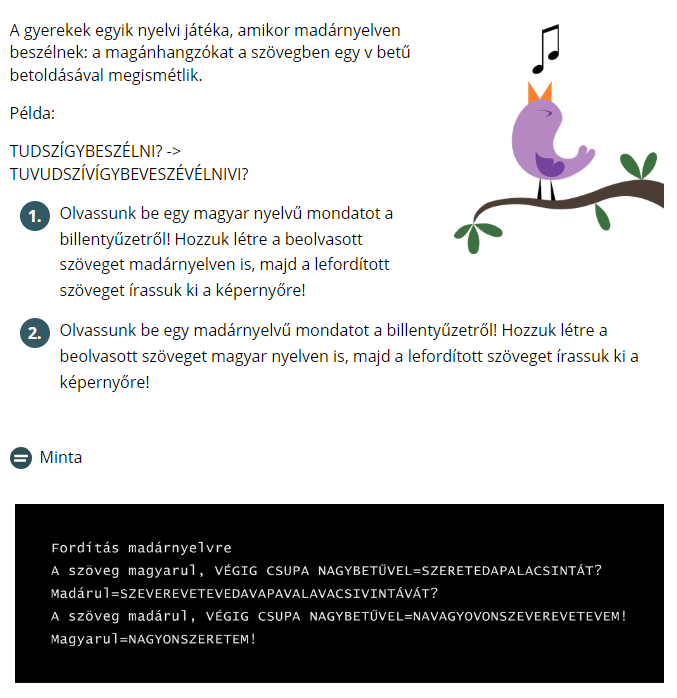 A gyerekek egyik nyelvi játéka, amikor madárnyelven
beszélnek: a magánhangzókat a szövegben egy v betű
betoldásával megismétlik.
Példa:
TUDSZÍGYBESZÉLNI? ->
TUVUDSZÍVÍGYBEVESZÉVÉLNIVI?
1. Olvassunk be egy magyar nyelvű mondatot a
billentyűzetről! Hozzuk létre a beolvasott
szöveget madárnyelven is, majd a lefordított
szöveget írassuk ki a képernyőre!
2. Olvassunk be egy madárnyelvű mondatot a billentyűzetről! Hozzuk létre a
beolvasott szöveget magyar nyelven is, majd a lefordított szöveget írassuk ki a
képernyőre!
Minta
Fordítás madárnyelvre
A szöveg magyarul, VÉGIG CSUPA NAGYBETŰVEL=SZERETEDAPALACSINTÁT?
Madárul=SZEVEREVETEVEDAVAPAVALAVACSIVINTÁVÁT?
A szöveg madárul, VÉGIG CSUPA NAGYBETŰVEL=NAVAGYOVONSZEVEREVETEVEM!
Magyarul=NAGYONSZERETEM!